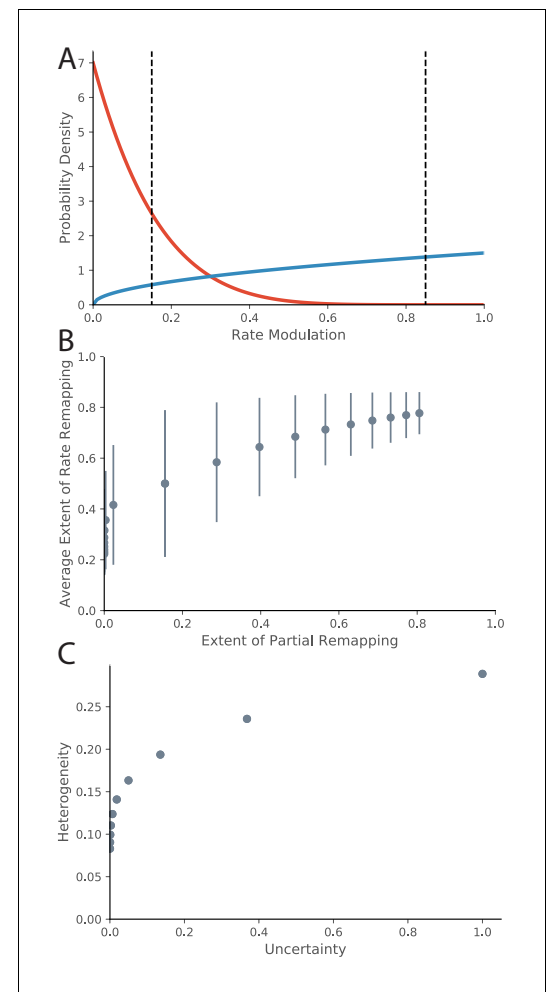 A
7
6
5
4
3
2
1
0
Probability Density
0.0 0.2 0.4 0.6 0.8 1.0
Rate Modulation
B
1.0
0.8
0.6
0.4
0.2
0.0
Average Extent of Rate Remapping
0.0 0.2 0.4 0.6 0.8 1.0
Extent of Partial Remapping
C
0.25
0.20
0.15
0.10
0.05
0.00
Heterogeneity
0.0 0.2 0.4 0.6 0.8 1.0
Uncertainty